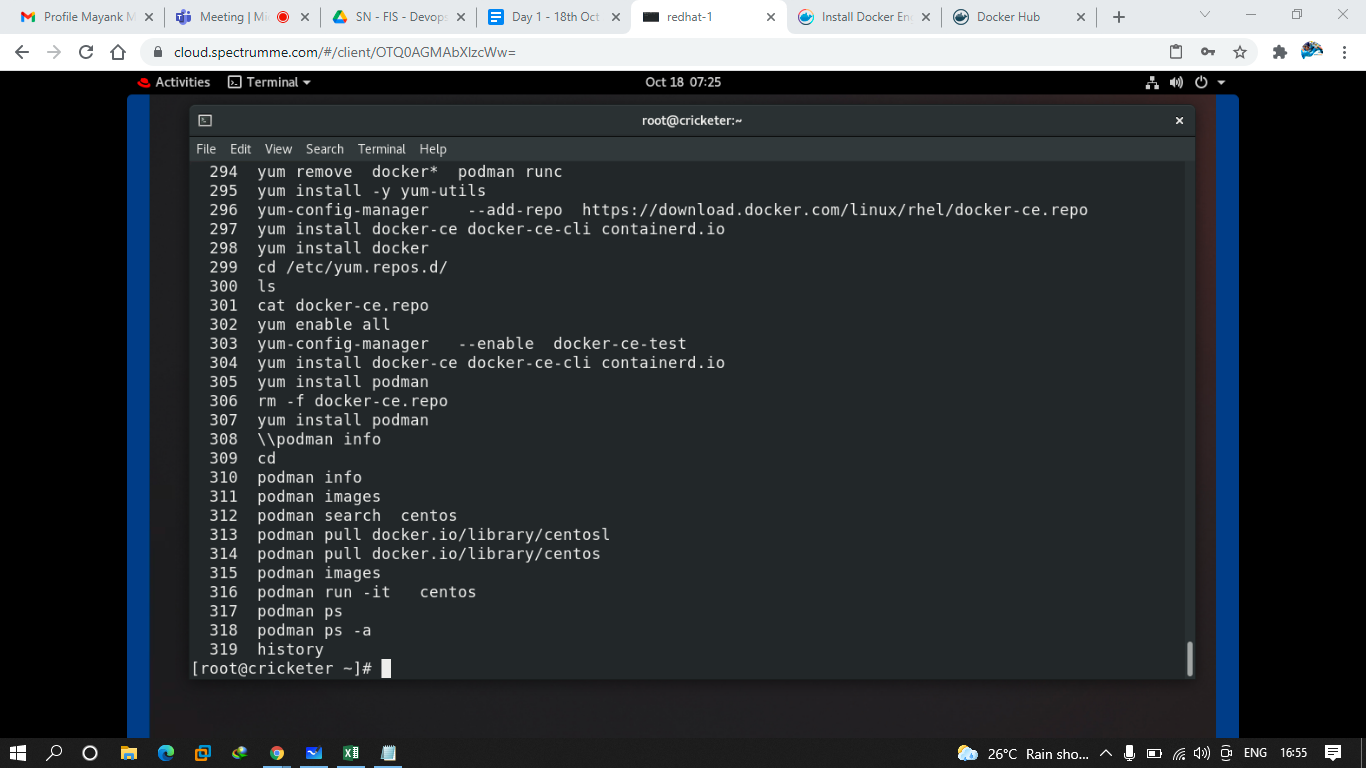 Profile Mayank M
Meeting | Mi
SN - FIS - Devops
Day 1 - 18th Oct
redhat-1
Install Docker En
Docker Hub
cloud.spectrumme.com/#/client/OTQ0AGMAbXlzcWw=
Activities Terminal Oct 18 07:25
root@cricketer:~
File Edit View Search Terminal Help
294 yum remove docker* podman runc
295 yum install -y yum-utils
296 yum-config-manager --add-repo https://download.docker.com/linux/rhel/docker-ce.repo
297 yum install docker-ce docker-ce-cli containerd.io
298 yum install docker
299 cd /etc/yum.repos.d/
300 ls
301 cat docker-ce.repo
302 yum enable all
303 yum-config-manager --enable docker-ce-test
304 yum install docker-ce docker-ce-cli containerd.io
305 yum install podman
306 rm -f docker-ce.repo
307 yum install podman
308 \\podman info
309 cd
310 podman info
311 podman images
312 podman search centos
313 podman pull docker.io/library/centosl
314 podman pull docker.io/library/centos
315 podman images
316 podman run -it centos
317 podman ps
318 podman ps -a
319 history
[root@cricketer ~]#
26°C Rain sho... ENG 16:55